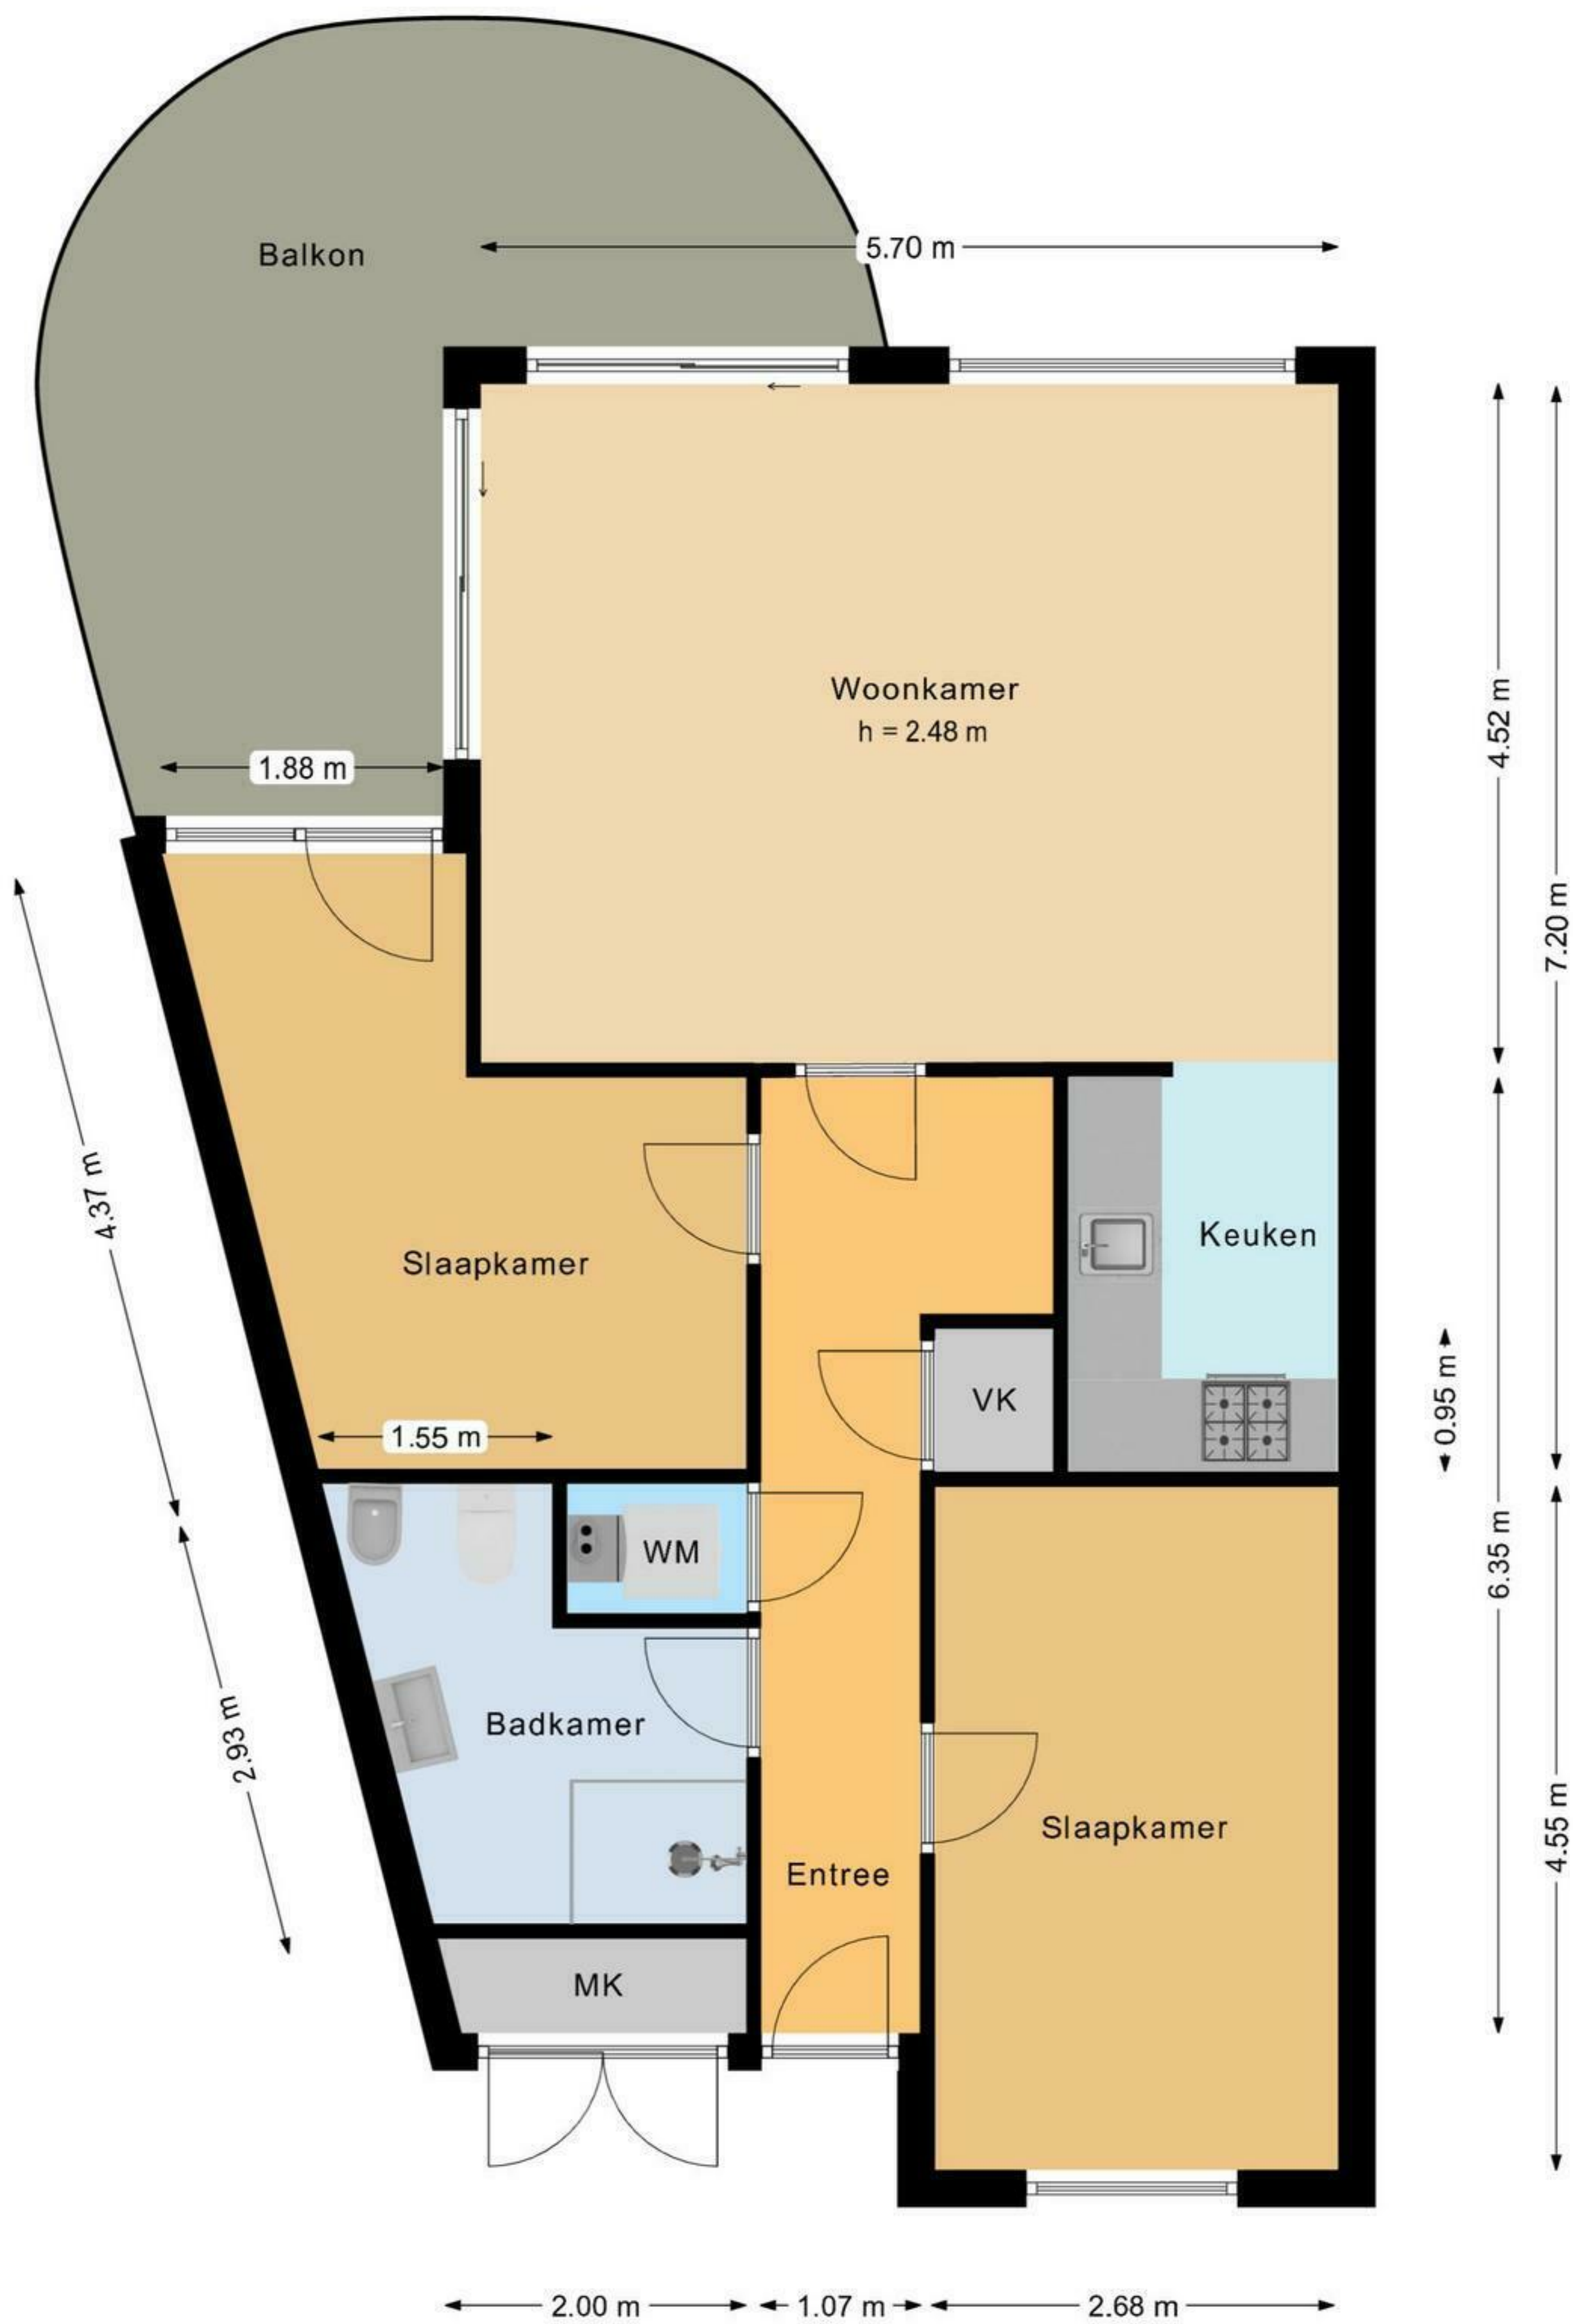 Balkon
5.70 m
Woonkamer
h = 2.48 m
4.52 m
7.20 m
1.88 m
4.37 m
Slaapkamer
Keuken
VK
0.95 m
1.55 m
WM
6.35 m
2.93 m
Badkamer
Slaapkamer
4.55 m
Entree
MK
2.00 m
1.07 m
2.68 m